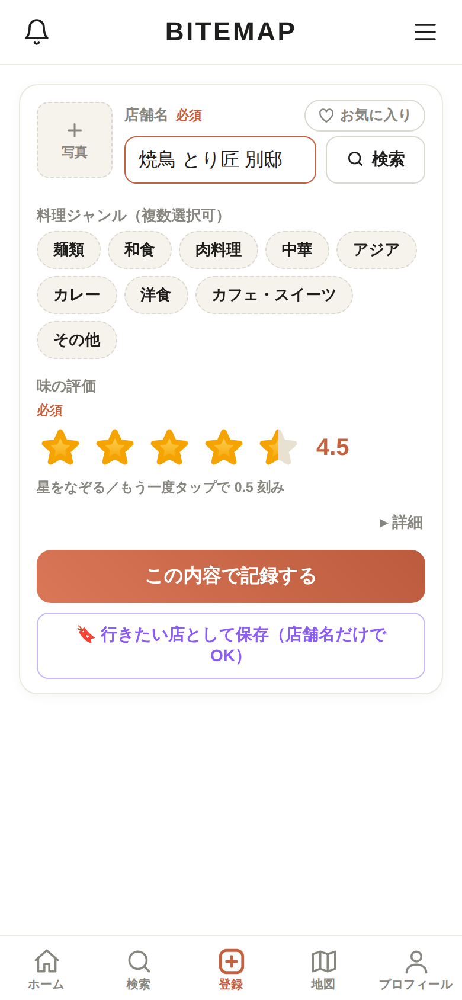 BITEMAP
店舗名 必須
お気に入り
写真
焼鳥 とり匠 別邸
検索
料理ジャンル（複数選択可）
麺類 和食 肉料理 中華 アジア
カレー 洋食 カフェ・スイーツ
その他
味の評価
必須
4.5
星をなぞる／もう一度タップで 0.5 刻み
▸ 詳細
この内容で記録する
🔖 行きたい店として保存（店舗名だけで
OK）
ホーム 検索 登録 地図 プロフィール